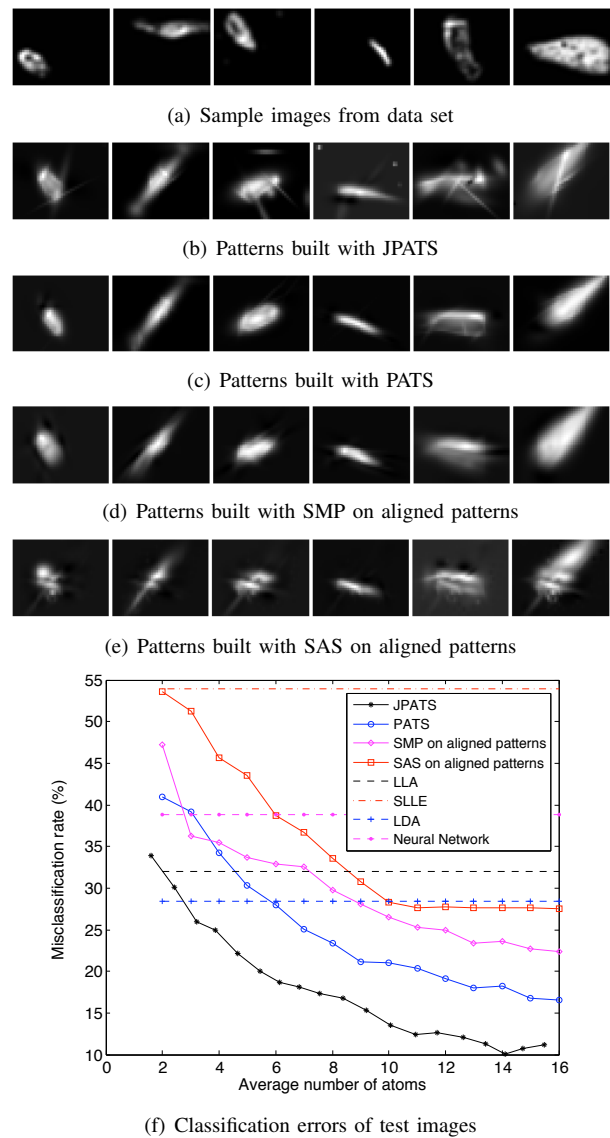 (a) Sample images from data set
(b) Patterns built with JPATS
(c) Patterns built with PATS
(d) Patterns built with SMP on aligned patterns
(e) Patterns built with SAS on aligned patterns
55
50
45
40
35
30
25
20
15
10
Misclassification rate (%)
JPATS
PATS
SMP on aligned patterns
SAS on aligned patterns
LLA
SLLE
LDA
Neural Network
2 4 6 8 10 12 14 16
Average number of atoms
(f) Classification errors of test images